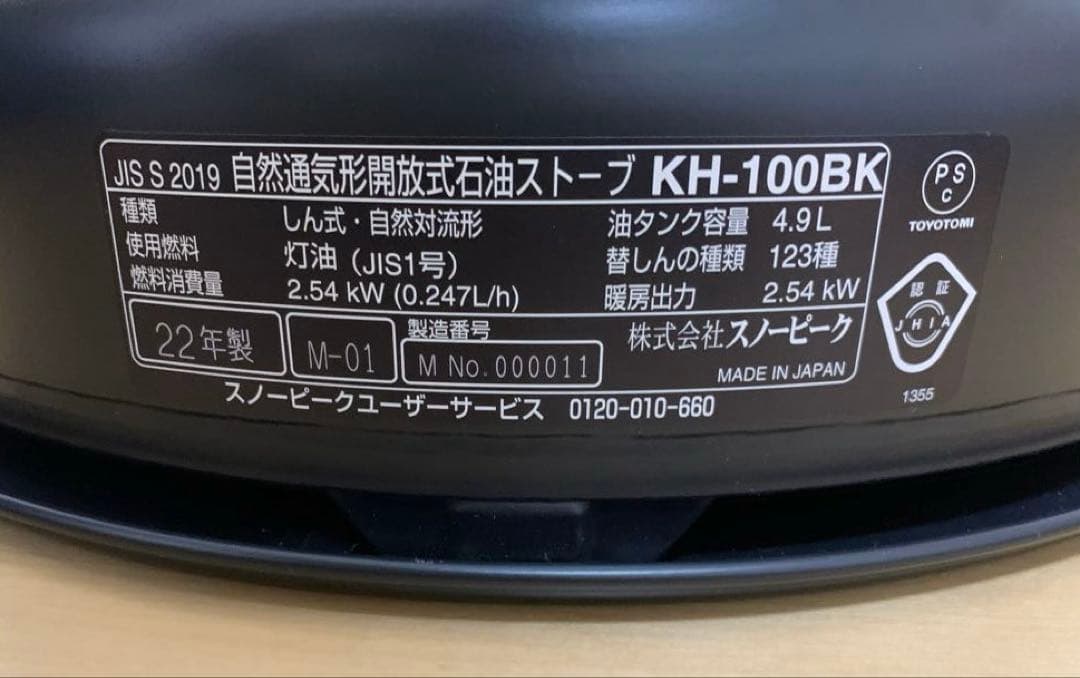 JIS S 2019 自然通気形開放式石油ストーブ KH-100BK
種類 しん式・自然対流形 油タンク容量 4.9 L
使用燃料 灯油 (JIS1号) 替しんの種類 123種
燃料消費量 2.54 kW (0.247L/h) 暖房出力 2.54 kW
22年製 M-01 製造番号 M No.000011
株式会社スノーピーク
MADE IN JAPAN
スノーピークユーザーサービス 0120-010-660
PS
C
TOYOTOMI
認証
JHIA
1355